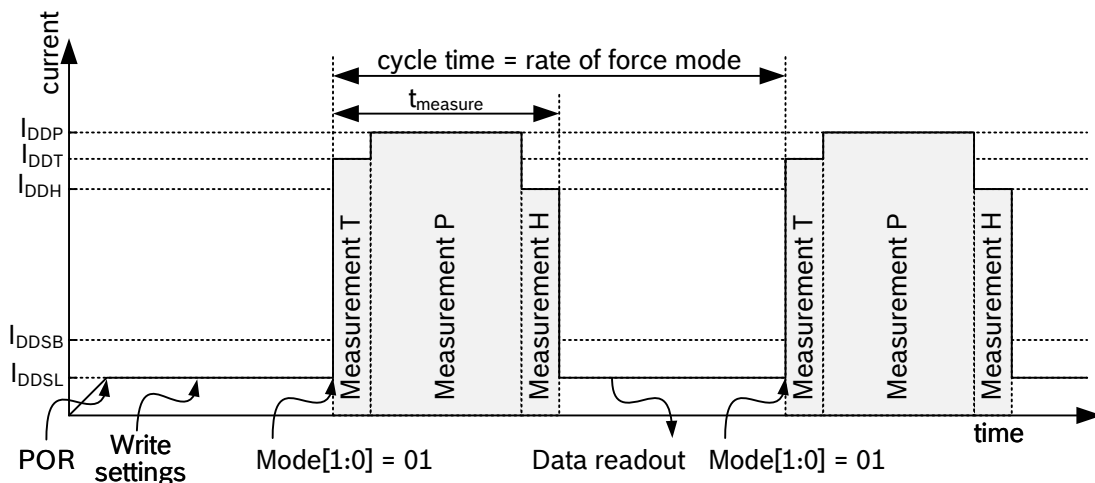 current
cycle time = rate of force mode
tmeasure
IDDP
IDDT
IDDH
Measurement T
Measurement P
Measurement H
Measurement T
Measurement P
Measurement H
IDDSB
IDDSL
time
POR
Write
settings
Mode[1:0] = 01
Data readout
Mode[1:0] = 01